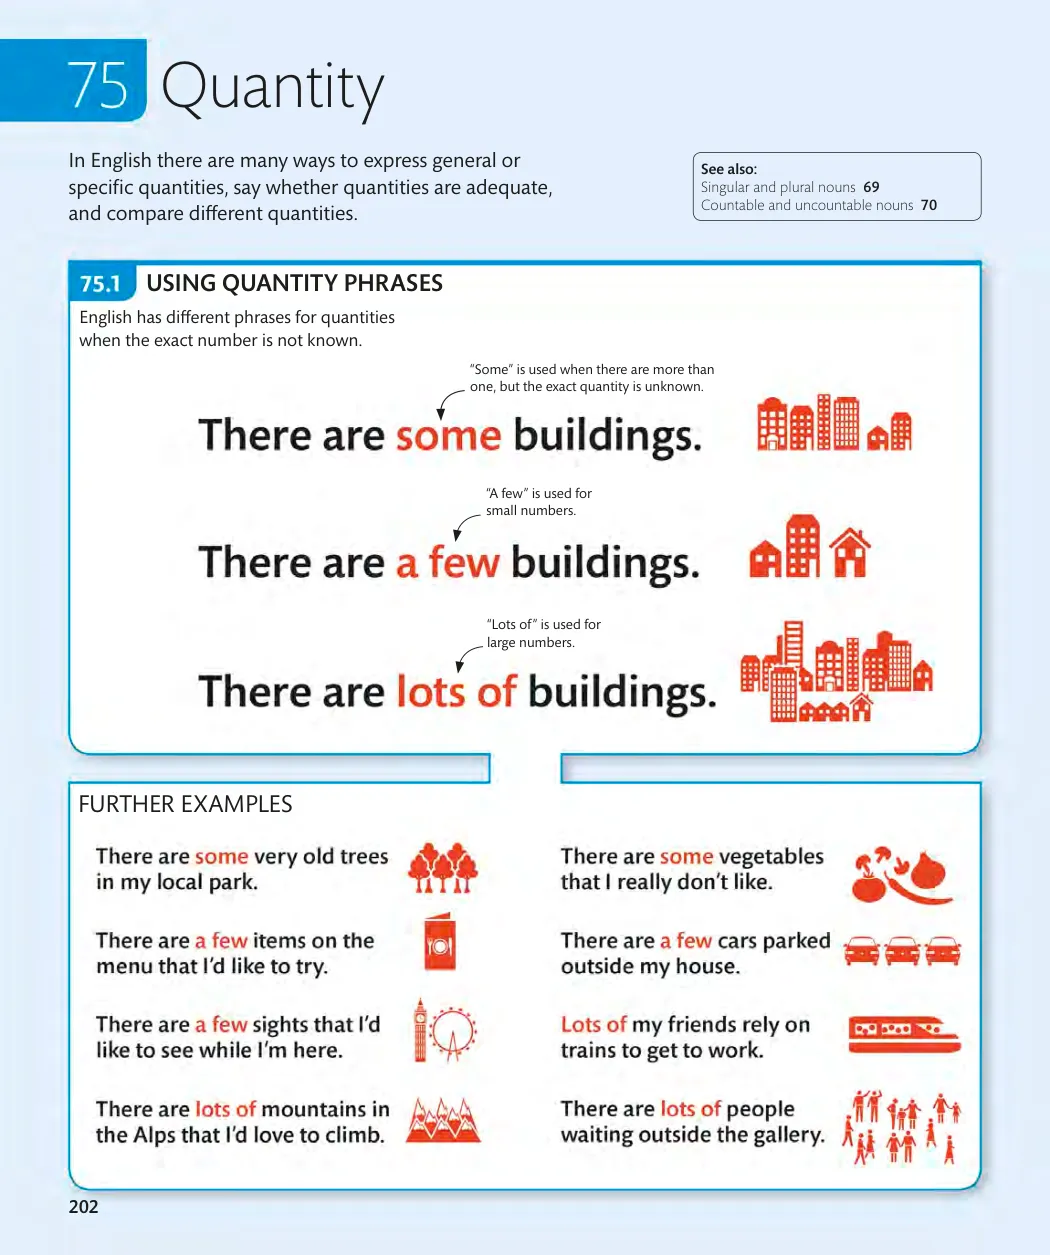 75 Quantity
In English there are many ways to express general or
specific quantities, say whether quantities are adequate,
and compare different quantities.
See also:
Singular and plural nouns 69
Countable and uncountable nouns 70
75.1 USING QUANTITY PHRASES
English has different phrases for quantities
when the exact number is not known.
“Some” is used when there are more than
one, but the exact quantity is unknown.
There are some buildings.
“A few” is used for
small numbers.
There are a few buildings.
“Lots of” is used for
large numbers.
There are lots of buildings.
FURTHER EXAMPLES
There are some very old trees
in my local park.
There are a few items on the
menu that I’d like to try.
There are a few sights that I’d
like to see while I’m here.
There are lots of mountains in
the Alps that I’d love to climb.
There are some vegetables
that I really don’t like.
There are a few cars parked
outside my house.
Lots of my friends rely on
trains to get to work.
There are lots of people
waiting outside the gallery.
202